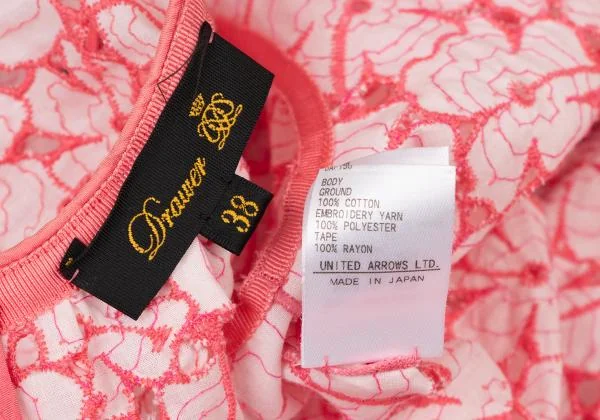 Drawer
38
BODY
GROUND
100% COTTON
EMBROIDERY YARN
100% POLYESTER
TAPE
100% RAYON
UNITED ARROWS LTD.
MADE IN JAPAN